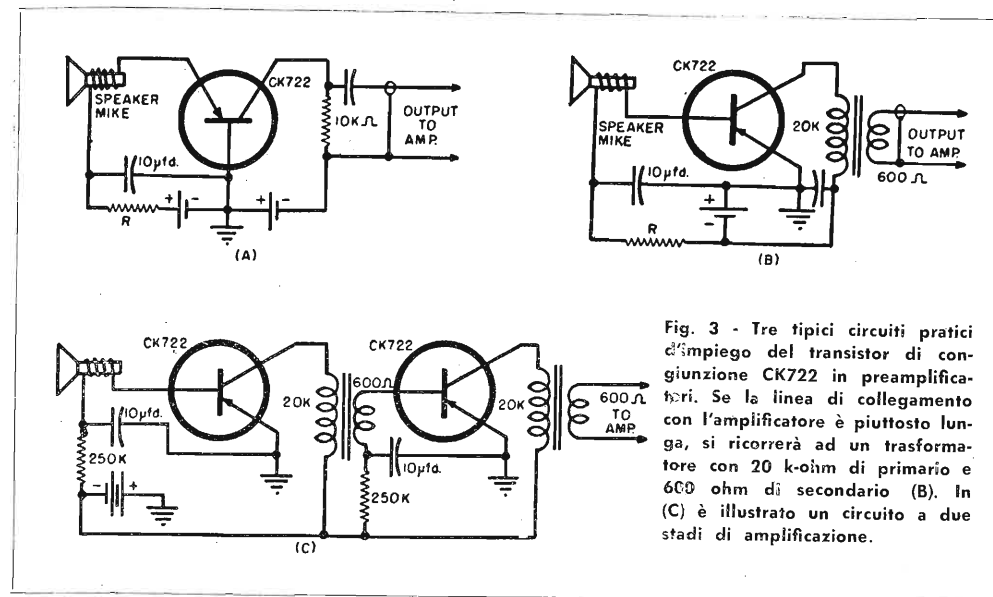 CK722
SPEAKER
MIKE
10KΩ
OUTPUT
TO
AMP.
10µfd.
+ -
+ -
R
(A)
CK722
SPEAKER
MIKE
20K
OUTPUT
TO AMP.
600Ω
10µfd.
+
-
R
(B)
CK722
20K
600Ω
10µfd.
250K
- +
CK722
20K
600Ω
TO
AMP.
10µfd.
250K
(C)
Fig. 3 - Tre tipici circuiti pratici
d'impiego del transistor di con-
giunzione CK722 in preamplifica-
tori. Se la linea di collegamento
con l'amplificatore è piuttosto lun-
ga, si ricorrerà ad un trasforma-
tore con 20 k-ohm di primario e
600 ohm di secondario (B). In
(C) è illustrato un circuito a due
stadi di amplificazione.